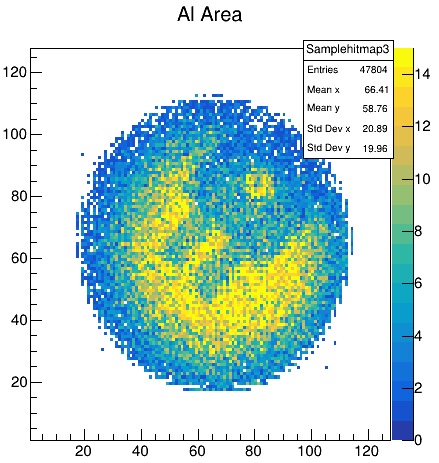 Al Area
Samplehitmap3
Entries 47804
Mean x 66.41
Mean y 58.76
Std Dev x 20.89
Std Dev y 19.96
120
100
80
60
40
20
20 40 60 80 100 120
14
12
10
8
6
4
2
0